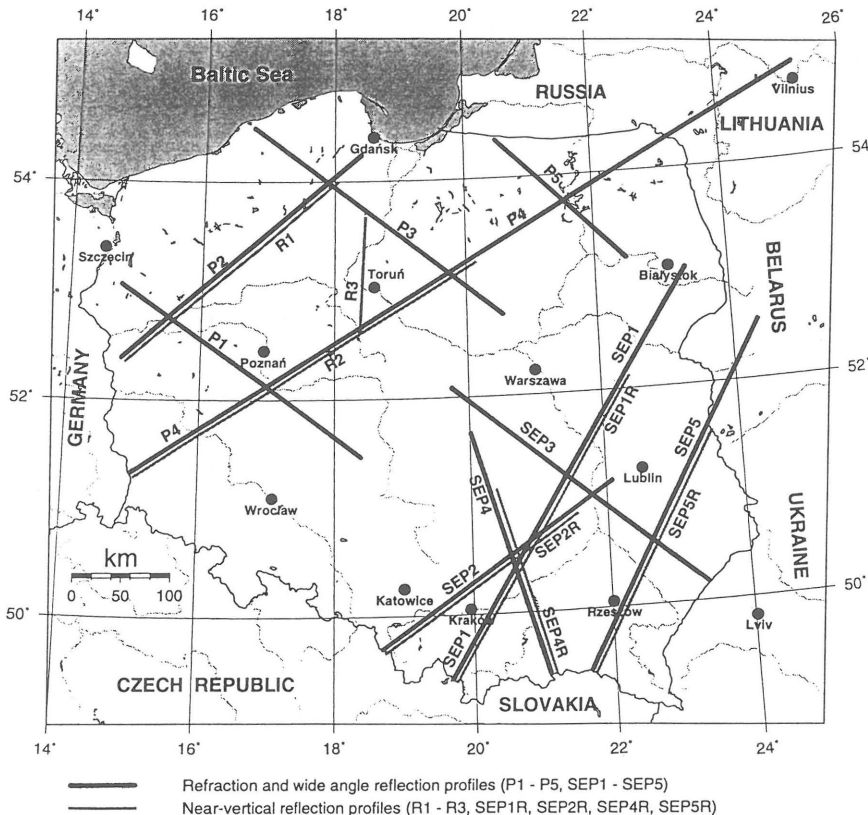 14° 16° 18° 20° 22° 24° 26°
Baltic Sea
RUSSIA
Vilnius
LITHUANIA
Gdańsk
54° 54°
P5
P4
P3
P2
R1
Szczecin
Toruń
R3
Białystok
BELARUS
P1
Poznań
R2
SEP1
Warszawa
SEP1R
52° 52°
GERMANY
P4
SEP3
SEP5
Lublin
SEP4
SEP5R
Wrocław
UKRAINE
SEP2R
km
SEP2
0 50 100
Katowice
Kraków
Rzeszów
50° 50°
Lviv
SEP1
SEP4R
CZECH REPUBLIC
SLOVAKIA
14° 16° 18° 20° 22° 24°
Refraction and wide angle reflection profiles (P1 - P5, SEP1 - SEP5)
Near-vertical reflection profiles (R1 - R3, SEP1R, SEP2R, SEP4R, SEP5R)